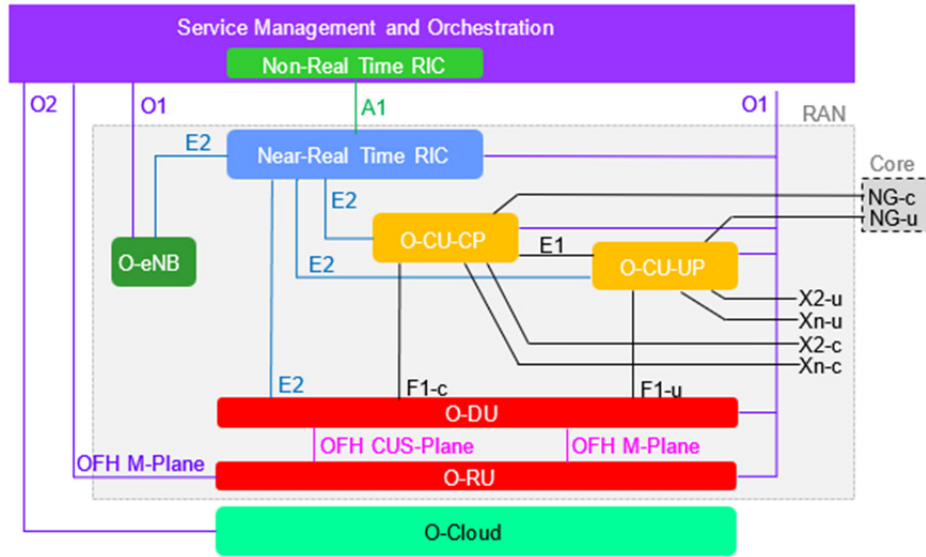 Service Management and Orchestration
Non-Real Time RIC
O2
O1
A1
O1
RAN
E2
Near-Real Time RIC
Core
E2
NG-c
NG-u
O-CU-CP
E1
O-eNB
E2
O-CU-UP
X2-u
Xn-u
X2-c
Xn-c
E2
F1-c
F1-u
O-DU
OFH CUS-Plane
OFH M-Plane
OFH M-Plane
O-RU
O-Cloud